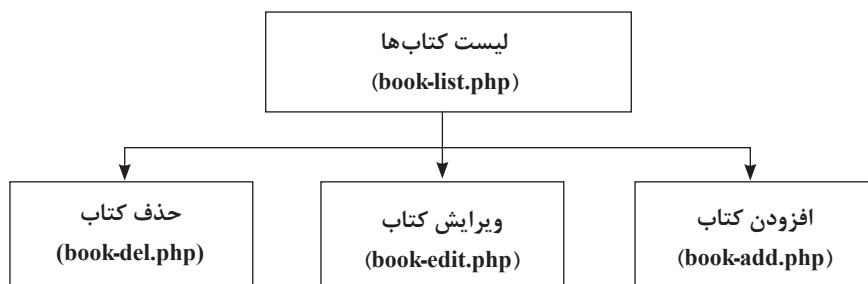 لیست کتاب‌ها
(book-list.php)
افزودن کتاب
(book-add.php)
ویرایش کتاب
(book-edit.php)
حذف کتاب
(book-del.php)